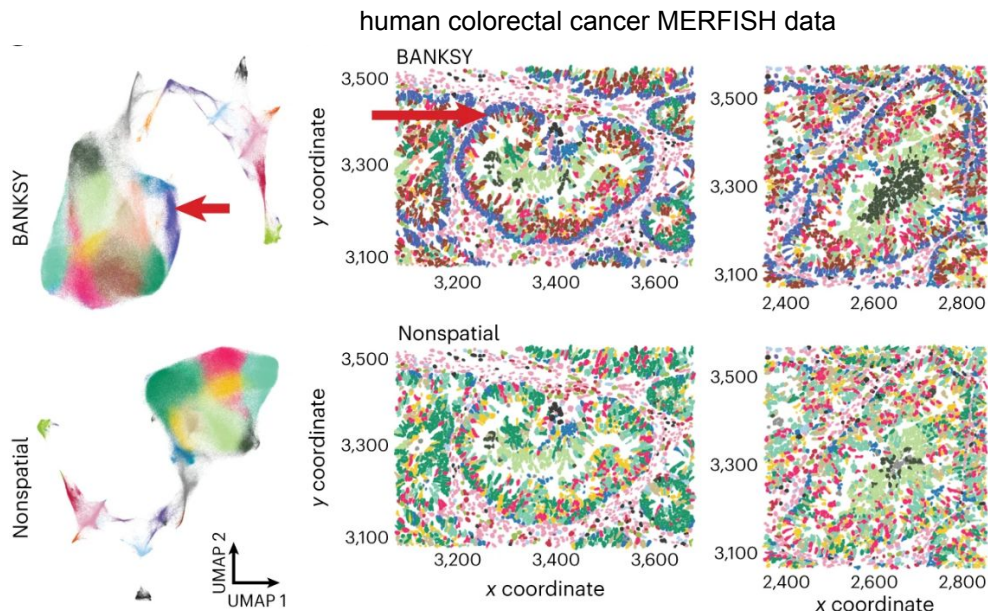 human colorectal cancer MERFISH data
BANKSY
BANKSY
y coordinate
3,500
3,300
3,100
3,200
3,400
3,600
3,500
3,300
3,100
2,400
2,600
2,800
Nonspatial
UMAP 2
UMAP 1
Nonspatial
y coordinate
3,500
3,300
3,100
3,200
3,400
3,600
x coordinate
3,500
3,300
3,100
2,400
2,600
2,800
x coordinate